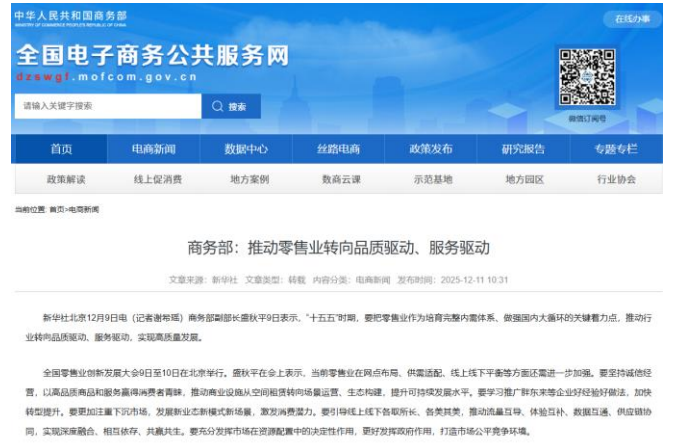 中华人民共和国商务部
MINISTRY OF COMMERCE PEOPLE'S REPUBLIC OF CHINA
在线办事
全国电子商务公共服务网
dzswgf.mofcom.gov.cn
请输入关键字搜索
搜索
微信订阅号
首页 电商新闻 数据中心 丝路电商 政策发布 研究报告 专题专栏
政策解读 线上促消费 地方案例 数商云课 示范基地 地方园区 行业协会
当前位置: 首页>电商新闻
商务部：推动零售业转向品质驱动、服务驱动
文章来源: 新华社 文章类型: 转载 内容分类: 电商新闻 发布时间: 2025-12-11 10:31
新华社北京12月9日电（记者谢希瑶）商务部副部长盛秋平9日表示，"十五五"时期，要把零售业作为培育完整内需体系、做强国内大循环的关键着力点，推动行
业转向品质驱动、服务驱动，实现高质量发展。
全国零售业创新发展大会9日至10日在北京举行。盛秋平在会上表示，当前零售业在网点布局、供需适配、线上线下平衡等方面还需进一步加强。要坚持诚信经
营，以高品质商品和服务赢得消费者青睐，推动商业设施从空间租赁转向场景运营、生态构建，提升可持续发展水平。要学习推广胖东来等企业好经验好做法，加快
转型提升。要更加注重下沉市场，发展新业态新模式新场景，激发消费潜力。要引导线上线下各取所长、各美其美，推动流量互导、体验互补、数据互通、供应链协
同，实现深度融合、相互依存、共赢共生。要充分发挥市场在资源配置中的决定性作用，更好发挥政府作用，打造市场公平竞争环境。